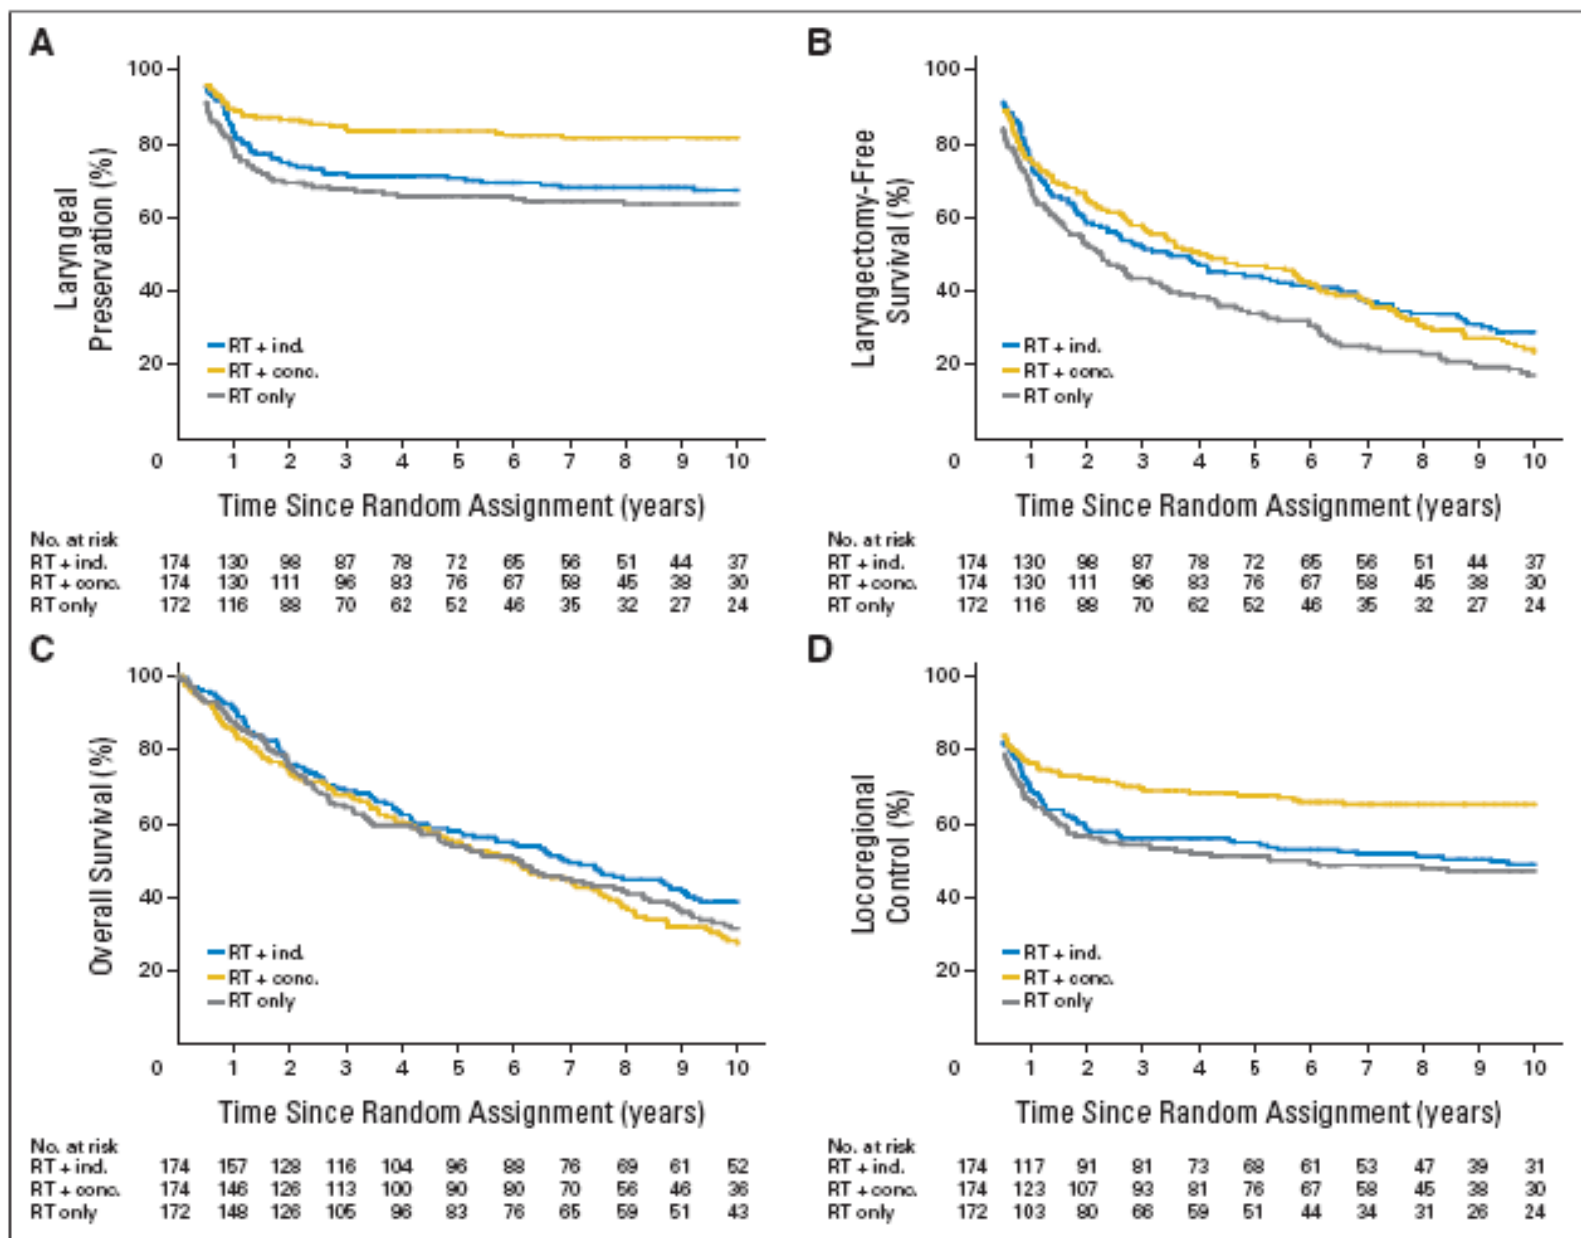 A
100
80
60
40
20
0
Laryngeal
Preservation (%)
RT + ind.
RT + conc.
RT only
1 2 3 4 5 6 7 8 9 10
Time Since Random Assignment (years)
No. at risk
RT + ind. 174 130 98 87 78 72 65 56 51 44 37
RT + conc. 174 130 111 96 83 76 67 58 45 38 30
RT only 172 116 88 70 62 52 46 35 32 27 24
B
100
80
60
40
20
0
Laryngectomy-Free
Survival (%)
RT + ind.
RT + conc.
RT only
1 2 3 4 5 6 7 8 9 10
Time Since Random Assignment (years)
No. at risk
RT + ind. 174 130 98 87 78 72 65 56 51 44 37
RT + conc. 174 130 111 96 83 76 67 58 45 38 30
RT only 172 116 88 70 62 52 46 35 32 27 24
C
100
80
60
40
20
0
Overall Survival (%)
RT + ind.
RT + conc.
RT only
1 2 3 4 5 6 7 8 9 10
Time Since Random Assignment (years)
No. at risk
RT + ind. 174 157 128 116 104 96 88 76 69 61 52
RT + conc. 174 146 126 113 100 90 80 70 56 46 36
RT only 172 148 126 105 96 83 76 65 59 51 43
D
100
80
60
40
20
0
Locoregional
Control (%)
RT + ind.
RT + conc.
RT only
1 2 3 4 5 6 7 8 9 10
Time Since Random Assignment (years)
No. at risk
RT + ind. 174 117 91 81 73 68 61 53 47 39 31
RT + conc. 174 123 107 93 81 76 67 58 45 38 30
RT only 172 103 80 66 59 51 44 34 31 26 24